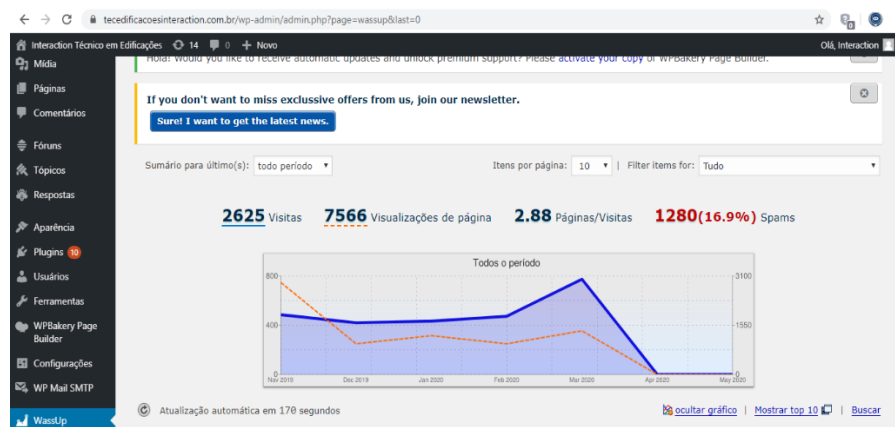 tecedificacoesinteraction.com.br/wp-admin/admin.php?page=wassup&last=0
Interaction Técnico em Edificações 14 0 + Novo Olá, Interaction
Mídia
Páginas
Comentários
Fóruns
Tópicos
Respostas
Aparência
Plugins 10
Usuários
Ferramentas
WPBakery Page
Builder
Configurações
WP Mail SMTP
WassUp
Hola! Would you like to receive automatic updates and unlock premium support? Please activate your copy of WPBakery Page Builder.
If you don't want to miss exclussive offers from us, join our newsletter.
Sure! I want to get the latest news.
Sumário para último(s): todo período Itens por página: 10 | Filter items for: Tudo
2625 Visitas 7566 Visualizações de página 2.88 Páginas/Visitas 1280(16.9%) Spams
Todos o período
800 3100
400 1550
0 0
Nov 2019 Dec 2019 Jan 2020 Feb 2020 Mar 2020 Apr 2020 May 2020
Atualização automática em 170 segundos ocultar gráfico | Mostrar top 10 | Buscar